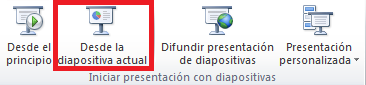 Desde el
principio
Desde la
diapositiva actual
Difundir presentación
de diapositivas
Presentación
personalizada
Iniciar presentación con diapositivas